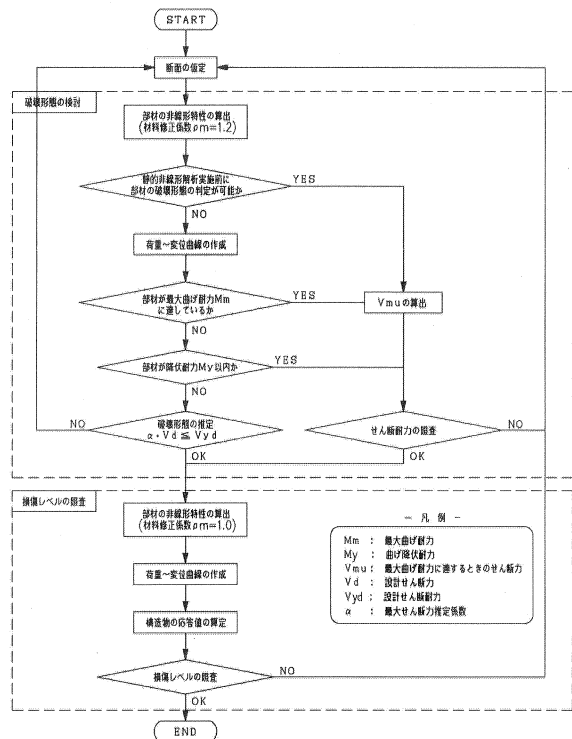 START
断面の仮定
破壊形態の検討
部材の非線形特性の算出
(材料修正係数ρm=1.2)
静的非線形解析実施前に
部材の破壊形態の判定が可能か
YES
NO
荷重～変位曲線の作成
部材が最大曲げ耐力Mm
に達しているか
YES
Vmuの算出
NO
部材が降伏耐力My以内か
YES
NO
破壊形態の推定
α・Vd≦Vyd
NO
せん断耐力の照査
NO
OK
OK
損傷レベルの照査
部材の非線形特性の算出
(材料修正係数ρm=1.0)
荷重～変位曲線の作成
構造物の応答値の算定
損傷レベルの照査
NO
OK
END
－ 凡 例 －
Mm : 最大曲げ耐力
My : 曲げ降伏耐力
Vmu : 最大曲げ耐力に達するときのせん断力
Vd : 設計せん断力
Vyd : 設計せん断耐力
α : 最大せん断力推定係数